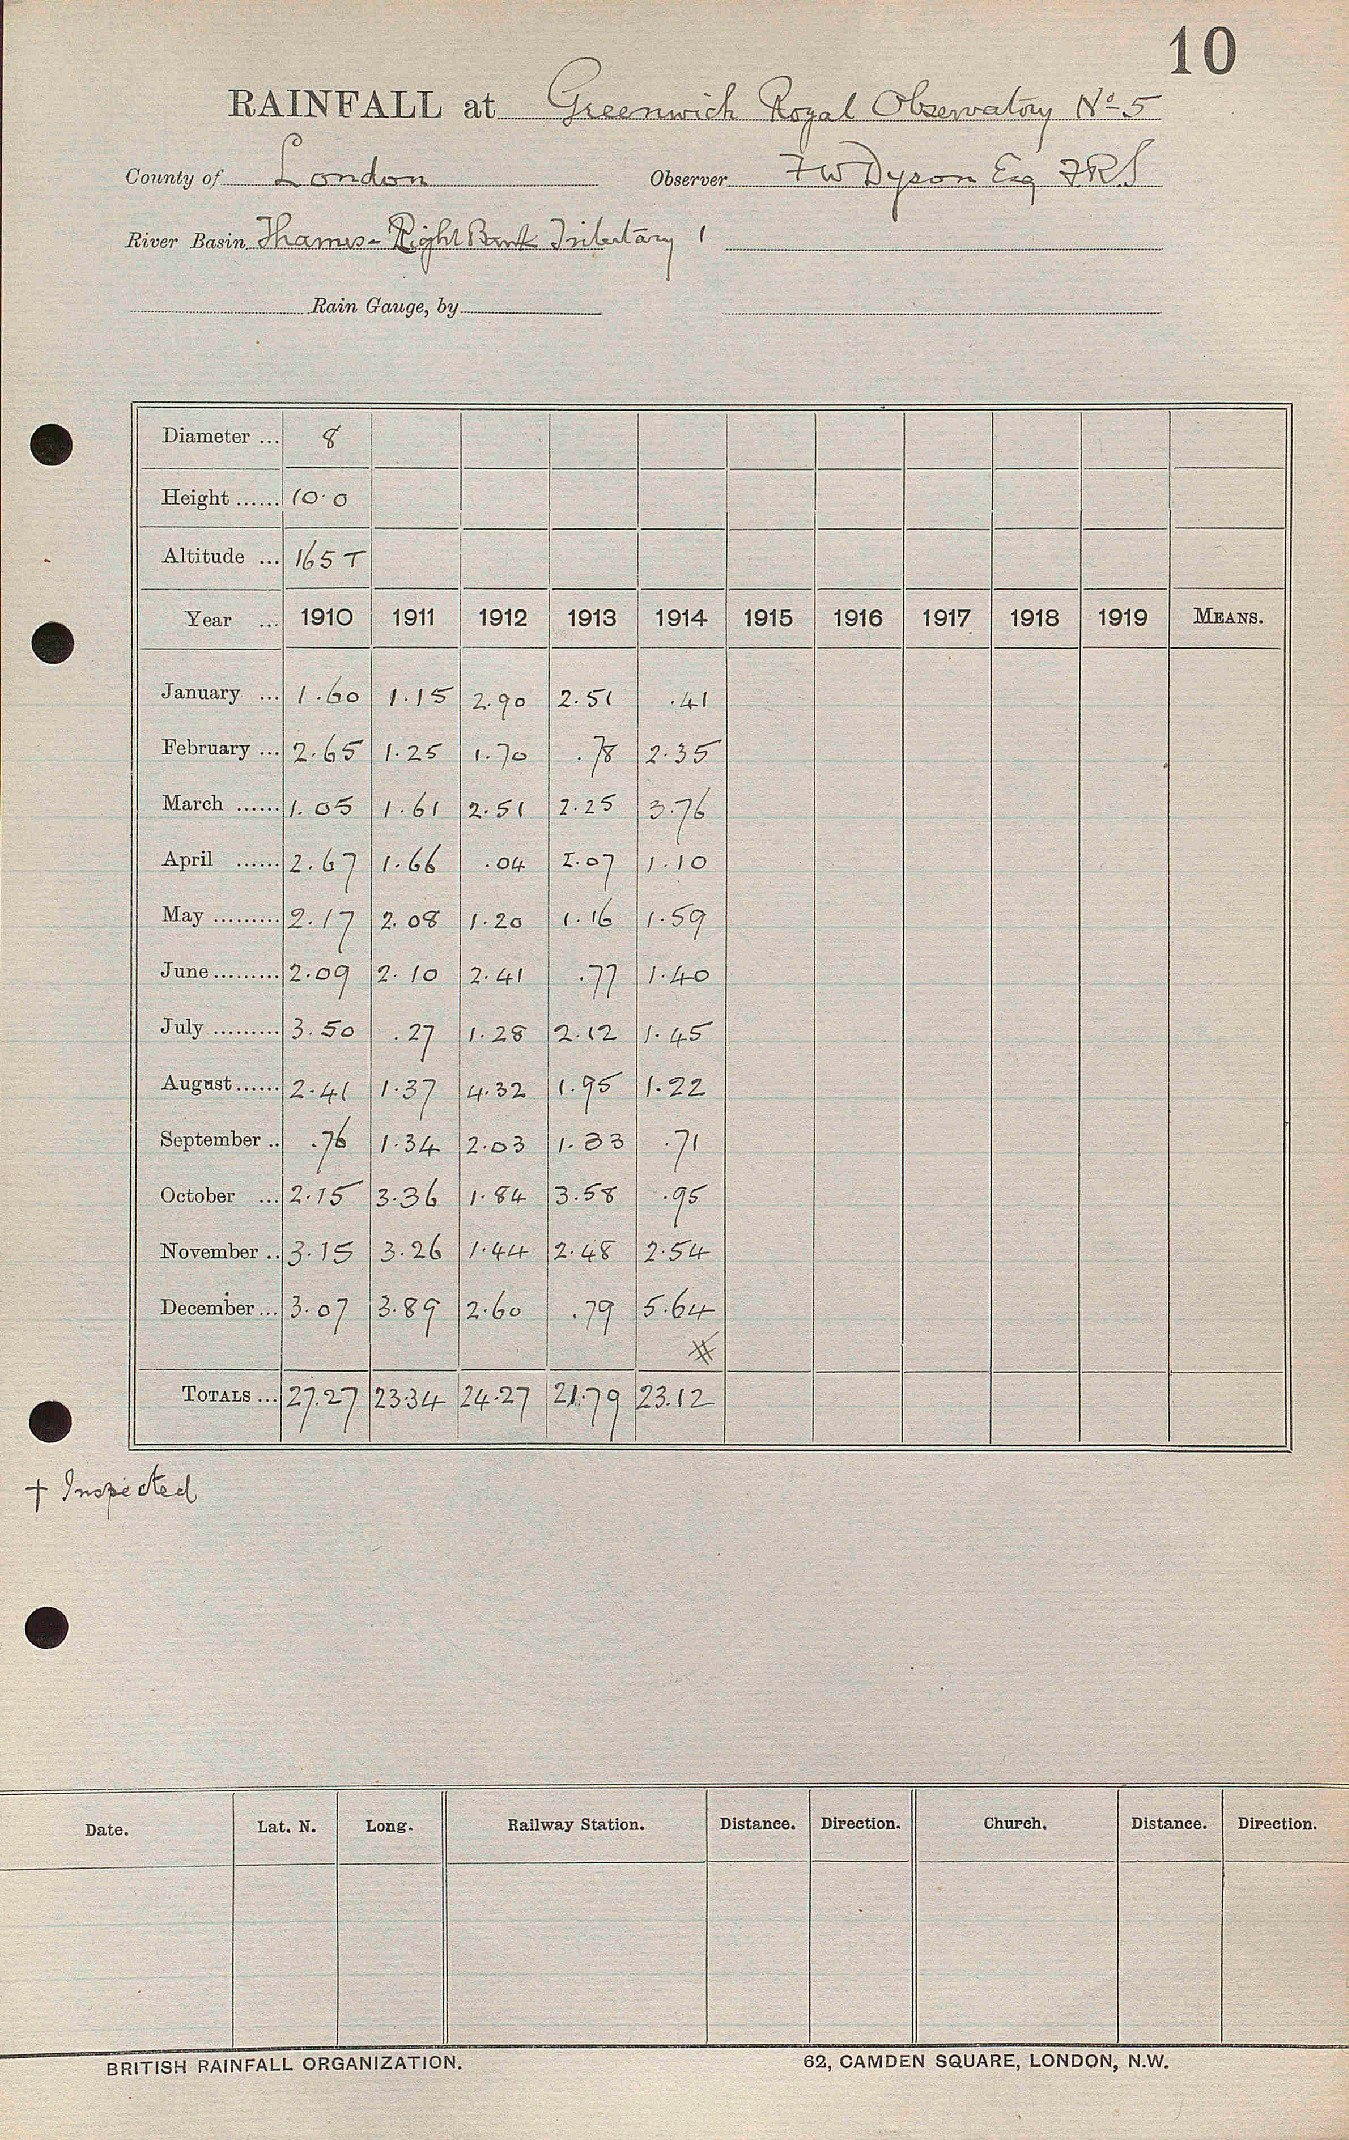 10
RAINFALL at Greenwich Royal Observatory No 5
County of London Observer F W Dyson Esq FRS
River Basin Thames - Right Bank Tributary 1
Rain Gauge, by
Diameter ... 8
Height ...... 10.0
Altitude ... 165 T
Year ... 1910 1911 1912 1913 1914 1915 1916 1917 1918 1919 MEANS.
January ... 1.60 1.15 2.90 2.51 .41
February ... 2.65 1.25 1.70 .78 2.35
March ...... 1.05 1.61 2.51 2.25 3.76
April ...... 2.67 1.66 .04 2.07 1.10
May ......... 2.17 2.08 1.20 1.16 1.59
June ......... 2.09 2.10 2.41 .77 1.40
July ......... 3.50 .27 1.28 2.12 1.45
August ...... 2.41 1.37 4.32 1.95 1.22
September .. .76 1.34 2.03 1.33 .71
October ... 2.15 3.36 1.84 3.58 .95
November .. 3.15 3.26 1.44 2.48 2.54
December ... 3.07 3.89 2.60 .79 5.64
#
TOTALS ... 27.27 23.34 24.27 21.79 23.12
† Inspected
Date. Lat. N. Long. Railway Station. Distance. Direction. Church. Distance. Direction.
BRITISH RAINFALL ORGANIZATION. 62, CAMDEN SQUARE, LONDON, N.W.